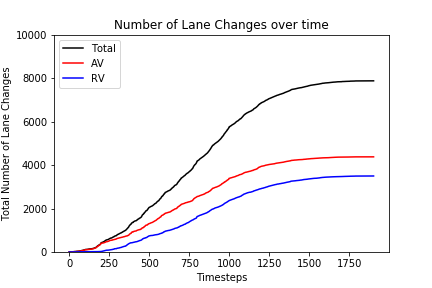 Number of Lane Changes over time
Total Number of Lane Changes
10000
8000
6000
4000
2000
0
Total
AV
RV
0 250 500 750 1000 1250 1500 1750
Timesteps